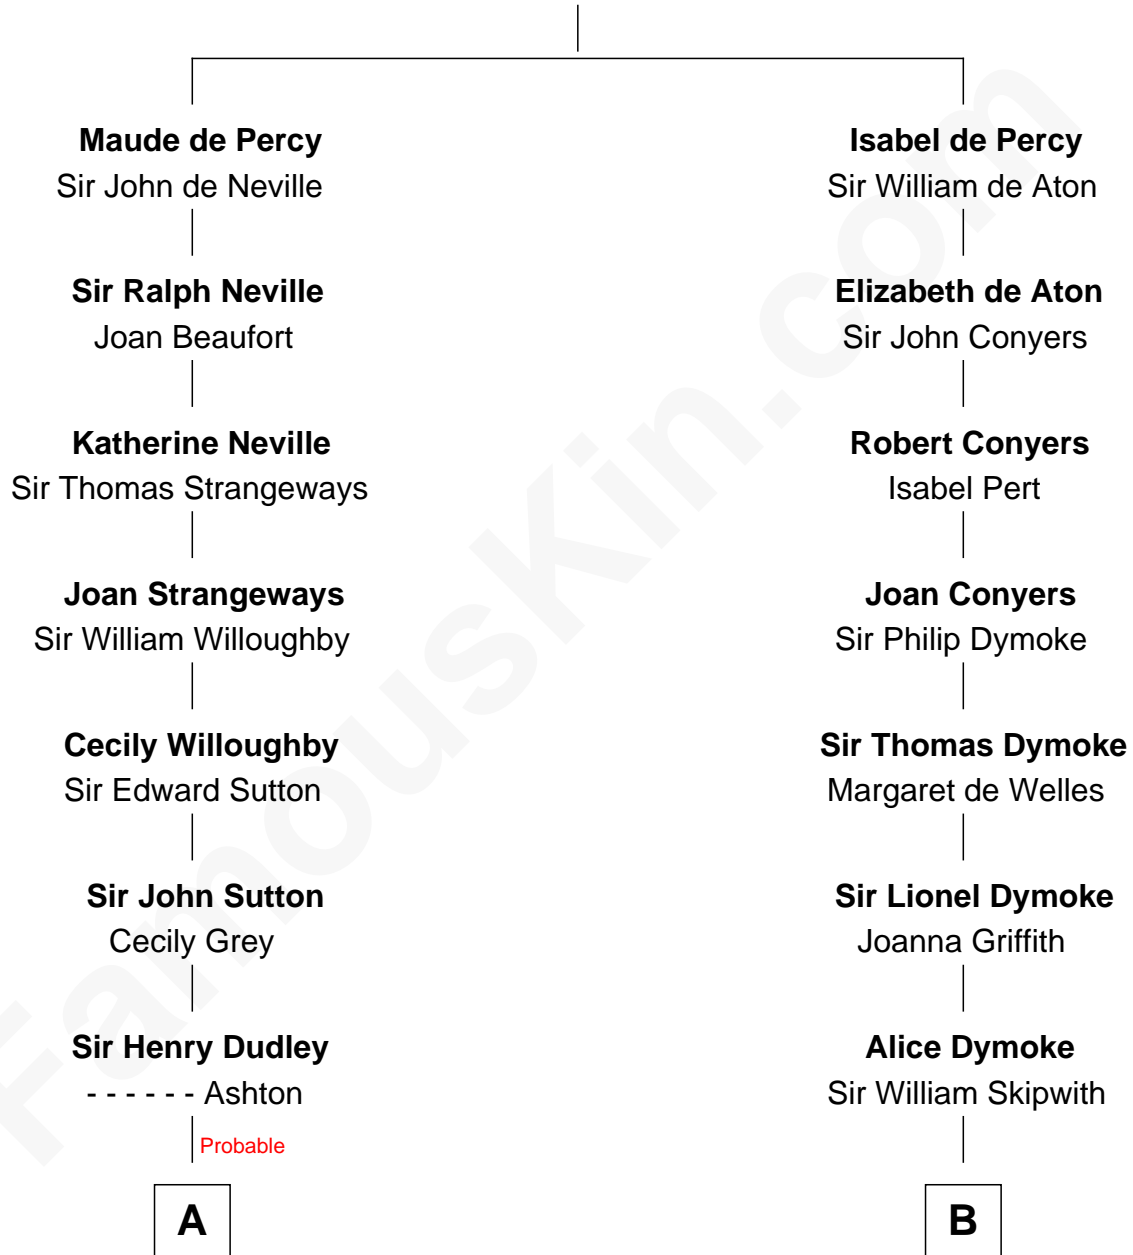 Maude de Percy
Sir John de Neville
Sir Ralph Neville
Joan Beaufort
Katherine Neville
Sir Thomas Strangeways
Joan Strangeways
Sir William Willoughby
Cecily Willoughby
Sir Edward Sutton
Sir John Sutton
Cecily Grey
Sir Henry Dudley
- - - - - - Ashton
Probable
A
Isabel de Percy
Sir William de Aton
Elizabeth de Aton
Sir John Conyers
Robert Conyers
Isabel Pert
Joan Conyers
Sir Philip Dymoke
Sir Thomas Dymoke
Margaret de Welles
Sir Lionel Dymoke
Joanna Griffith
Alice Dymoke
Sir William Skipwith
B
FamousKin.com